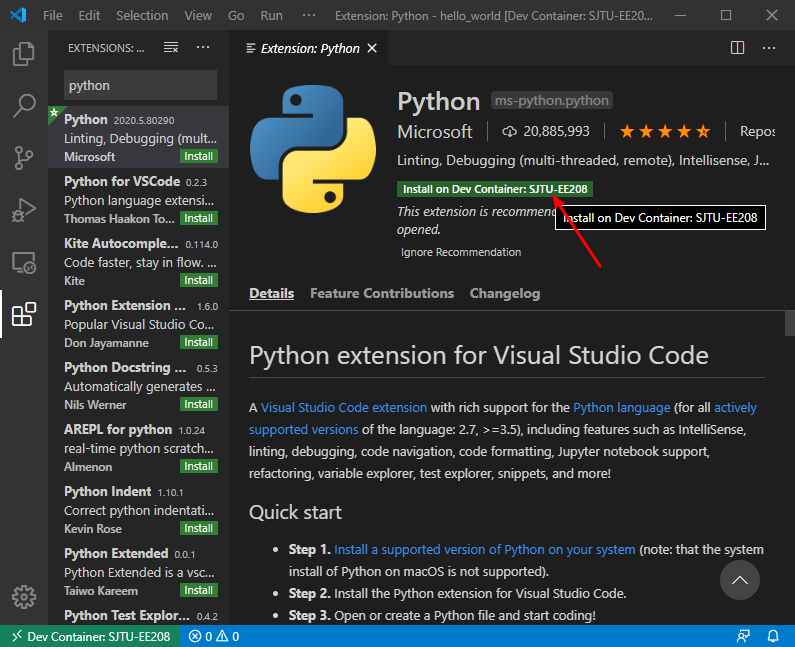 File Edit Selection View Go Run ··· Extension: Python - hello_world [Dev Container: SJTU-EE20...
EXTENSIONS: ...
python
Python 2020.5.80290
Linting, Debugging (mult...
Microsoft Install
Python for VSCode 0.2.3
Python language extensi...
Thomas Haakon To... Install
Kite Autocomple... 0.114.0
Code faster, stay in flow. ...
Kite Install
Python Extension ... 1.6.0
Popular Visual Studio Co...
Don Jayamanne Install
Python Docstring ... 0.5.3
Automatically generates ...
Nils Werner Install
AREPL for python 1.0.24
real-time python scratch...
Almenon Install
Python Indent 1.10.1
Correct python indentati...
Kevin Rose Install
Python Extended 0.0.1
Python Extended is a vsc...
Taiwo Kareem Install
Python Test Explor... 0.4.2
Extension: Python
Python ms-python.python
Microsoft 20,885,993 Repos
Linting, Debugging (multi-threaded, remote), Intellisense, J...
Install on Dev Container: SJTU-EE208
This extension is recommen
opened.
Install on Dev Container: SJTU-EE208
Ignore Recommendation
Details Feature Contributions Changelog
Python extension for Visual Studio Code
A Visual Studio Code extension with rich support for the Python language (for all actively
supported versions of the language: 2.7, >=3.5), including features such as IntelliSense,
linting, debugging, code navigation, code formatting, Jupyter notebook support,
refactoring, variable explorer, test explorer, snippets, and more!
Quick start
• Step 1. Install a supported version of Python on your system (note: that the system
install of Python on macOS is not supported).
• Step 2. Install the Python extension for Visual Studio Code.
• Step 3. Open or create a Python file and start coding!
Dev Container: SJTU-EE208 0 0